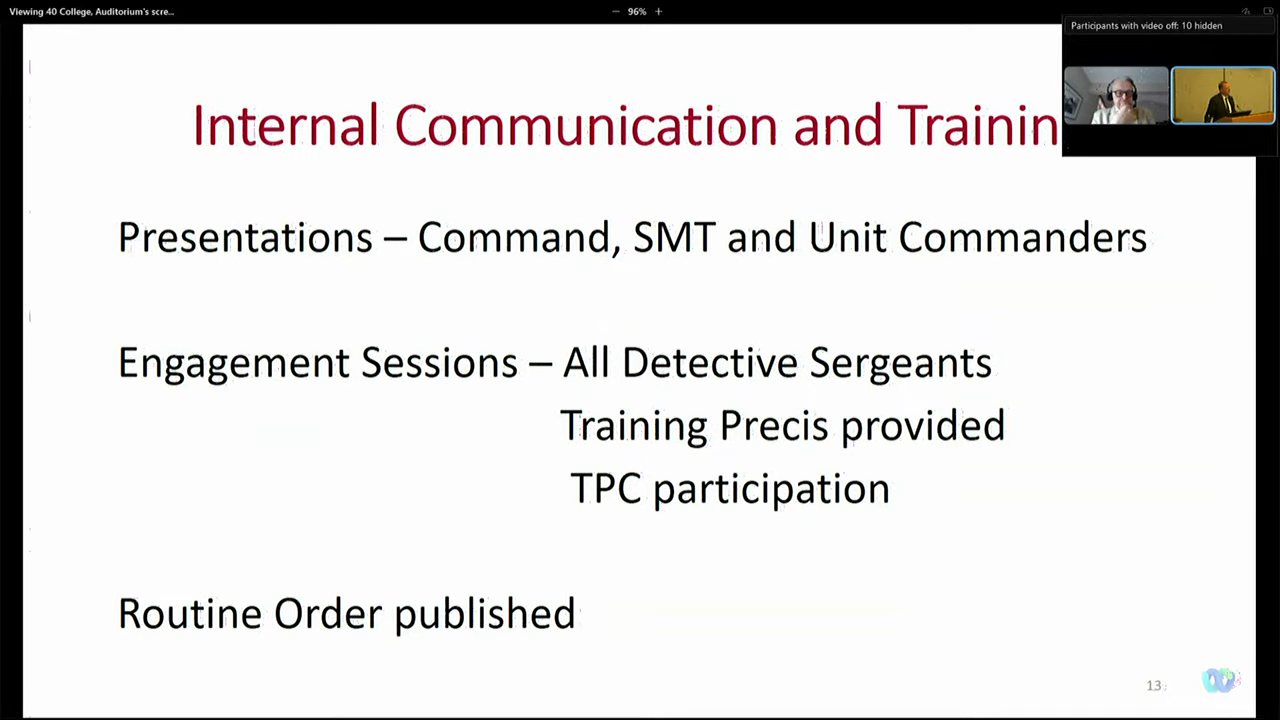 Viewing 40 College, Auditorium's scre...
96%
Participants with video off: 10 hidden
Internal Communication and Trainin
Presentations – Command, SMT and Unit Commanders
Engagement Sessions – All Detective Sergeants
Training Precis provided
TPC participation
Routine Order published
13